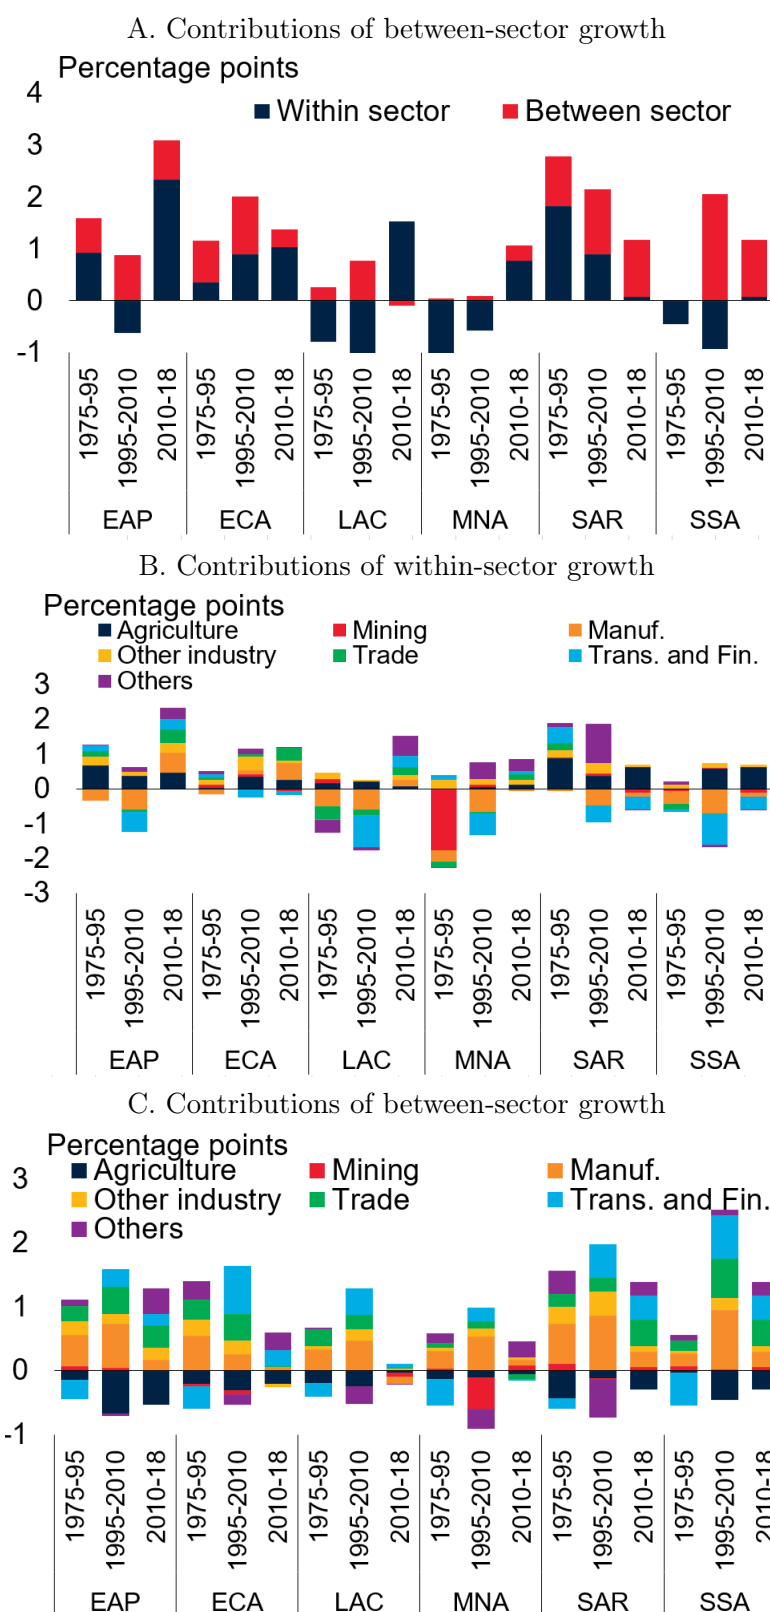 A. Contributions of between-sector growth
Percentage points
Within sector Between sector
4
3
2
1
0
-1
1975-95 1995-2010 2010-18 1975-95 1995-2010 2010-18 1975-95 1995-2010 2010-18 1975-95 1995-2010 2010-18 1975-95 1995-2010 2010-18 1975-95 1995-2010 2010-18
EAP ECA LAC MNA SAR SSA
B. Contributions of within-sector growth
Percentage points
Agriculture Mining Manuf.
Other industry Trade Trans. and Fin.
Others
3
2
1
0
-1
-2
-3
1975-95 1995-2010 2010-18 1975-95 1995-2010 2010-18 1975-95 1995-2010 2010-18 1975-95 1995-2010 2010-18 1975-95 1995-2010 2010-18 1975-95 1995-2010 2010-18
EAP ECA LAC MNA SAR SSA
C. Contributions of between-sector growth
Percentage points
Agriculture Mining Manuf.
Other industry Trade Trans. and Fin.
Others
3
2
1
0
-1
1975-95 1995-2010 2010-18 1975-95 1995-2010 2010-18 1975-95 1995-2010 2010-18 1975-95 1995-2010 2010-18 1975-95 1995-2010 2010-18 1975-95 1995-2010 2010-18
EAP ECA LAC MNA SAR SSA